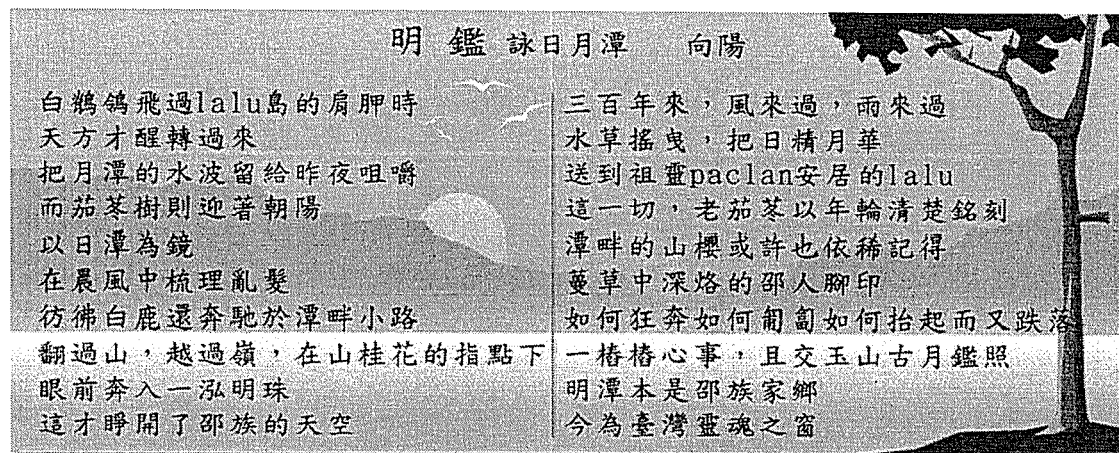 明鑑 詠日月潭 向陽
白鷓鴣飛過lalu島的肩胛時
天方才醒轉過來
把月潭的水波留給昨夜咀嚼
而茄苳樹則迎著朝陽
以日潭為鏡
在晨風中梳理亂髮
彷彿白鹿還奔馳於潭畔小路
翻過山，越過嶺，在山桂花的指點下
眼前奔入一泓明珠
這才睜開了邵族的天空
三百年來，風來過，雨來過
水草搖曳，把日精月華
送到祖靈paclan安居的lalu
這一切，老茄苳以年輪清楚銘刻
潭畔的山櫻或許也依稀記得
蔓草中深烙的邵人腳印
如何狂奔如何匍匐如何抬起而又跌落
一樁樁心事，且交玉山古月鑑照
明潭本是邵族家鄉
今為臺灣靈魂之窗